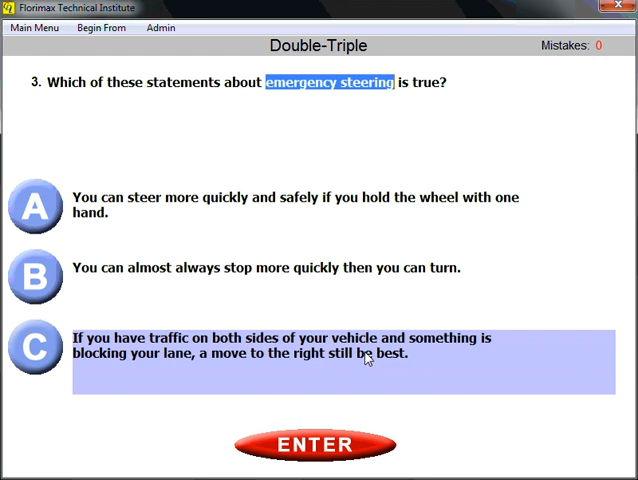 Florimax Technical Institute
Main Menu Begin From Admin
Double-Triple
Mistakes: 0
3. Which of these statements about emergency steering is true?
A
You can steer more quickly and safely if you hold the wheel with one
hand.
B
You can almost always stop more quickly then you can turn.
C
If you have traffic on both sides of your vehicle and something is
blocking your lane, a move to the right still be best.
ENTER